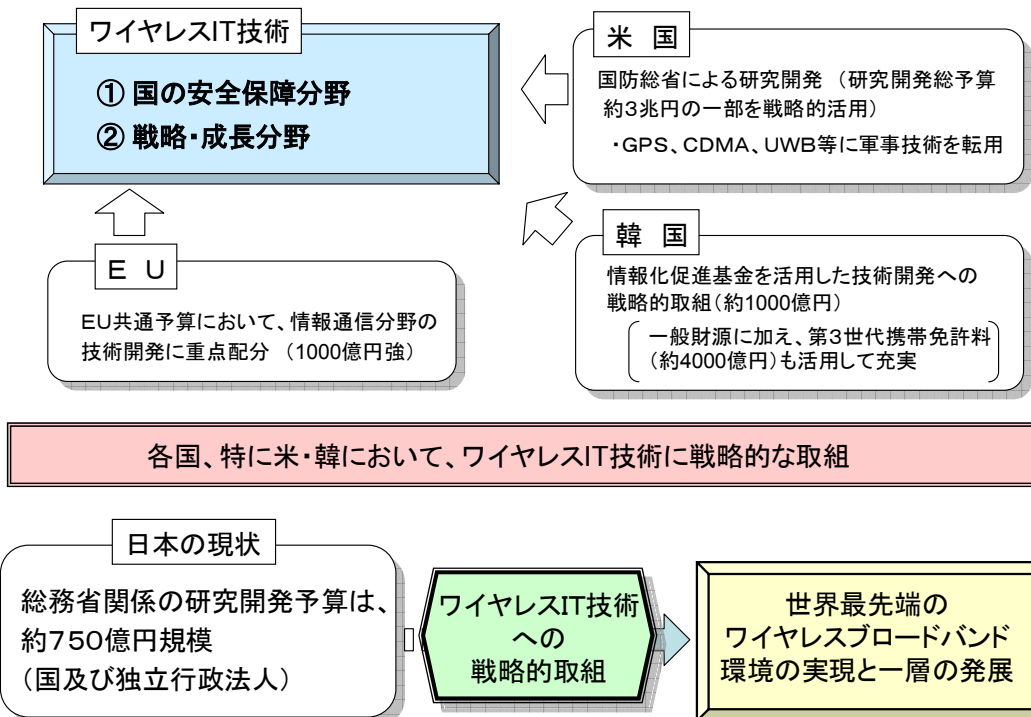 ワイヤレスIT技術
① 国の安全保障分野
② 戦略・成長分野
米 国
国防総省による研究開発 （研究開発総予算
約3兆円の一部を戦略的活用）
・GPS、CDMA、UWB等に軍事技術を転用
ＥＵ
EU共通予算において、情報通信分野の
技術開発に重点配分 （1000億円強）
韓 国
情報化促進基金を活用した技術開発への
戦略的取組（約1000億円）
一般財源に加え、第3世代携帯免許料
（約4000億円）も活用して充実
各国、特に米・韓において、ワイヤレスIT技術に戦略的な取組
日本の現状
総務省関係の研究開発予算は、
約７５０億円規模
（国及び独立行政法人）
ワイヤレスIT技術
への
戦略的取組
世界最先端の
ワイヤレスブロードバンド
環境の実現と一層の発展